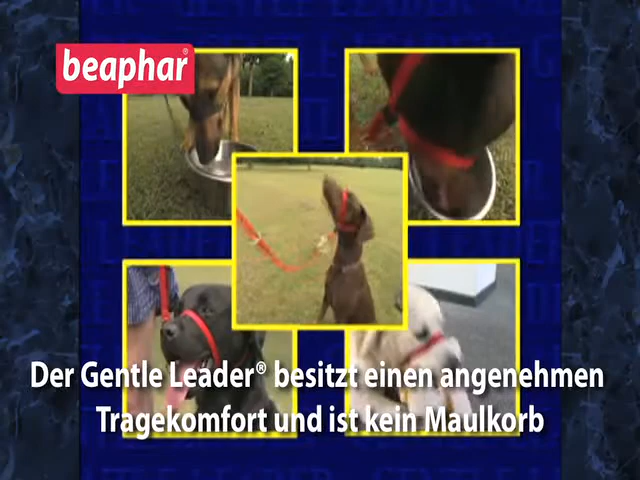 beaphar®
Der Gentle Leader® besitzt einen angenehmen
Tragekomfort und ist kein Maulkorb